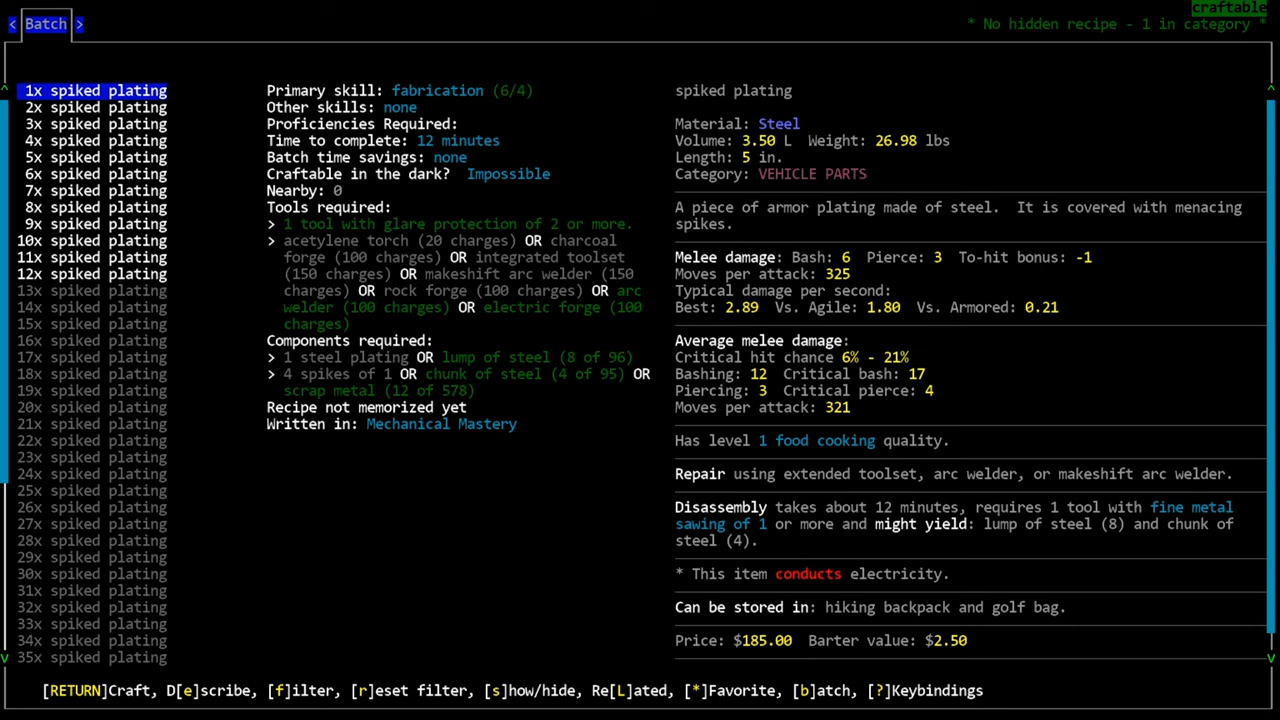 craftable
< Batch >
* No hidden recipe - 1 in category *
1x spiked plating
2x spiked plating
3x spiked plating
4x spiked plating
5x spiked plating
6x spiked plating
7x spiked plating
8x spiked plating
9x spiked plating
10x spiked plating
11x spiked plating
12x spiked plating
13x spiked plating
14x spiked plating
15x spiked plating
16x spiked plating
17x spiked plating
18x spiked plating
19x spiked plating
20x spiked plating
21x spiked plating
22x spiked plating
23x spiked plating
24x spiked plating
25x spiked plating
26x spiked plating
27x spiked plating
28x spiked plating
29x spiked plating
30x spiked plating
31x spiked plating
32x spiked plating
33x spiked plating
34x spiked plating
35x spiked plating
Primary skill: fabrication (6/4)
Other skills: none
Proficiencies Required:
Time to complete: 12 minutes
Batch time savings: none
Craftable in the dark? Impossible
Nearby: 0
Tools required:
> 1 tool with glare protection of 2 or more.
> acetylene torch (20 charges) OR charcoal
forge (100 charges) OR integrated toolset
(150 charges) OR makeshift arc welder (150
charges) OR rock forge (100 charges) OR arc
welder (100 charges) OR electric forge (100
charges)
Components required:
> 1 steel plating OR lump of steel (8 of 96)
> 4 spikes of 1 OR chunk of steel (4 of 95) OR
scrap metal (12 of 578)
Recipe not memorized yet
Written in: Mechanical Mastery
spiked plating
Material: Steel
Volume: 3.50 L Weight: 26.98 lbs
Length: 5 in.
Category: VEHICLE PARTS
A piece of armor plating made of steel. It is covered with menacing
spikes.
Melee damage: Bash: 6 Pierce: 3 To-hit bonus: -1
Moves per attack: 325
Typical damage per second:
Best: 2.89 Vs. Agile: 1.80 Vs. Armored: 0.21
Average melee damage:
Critical hit chance 6% - 21%
Bashing: 12 Critical bash: 17
Piercing: 3 Critical pierce: 4
Moves per attack: 321
Has level 1 food cooking quality.
Repair using extended toolset, arc welder, or makeshift arc welder.
Disassembly takes about 12 minutes, requires 1 tool with fine metal
sawing of 1 or more and might yield: lump of steel (8) and chunk of
steel (4).
* This item conducts electricity.
Can be stored in: hiking backpack and golf bag.
Price: $185.00 Barter value: $2.50
[RETURN]Craft, D[e]scribe, [f]ilter, [r]eset filter, [s]how/hide, Re[L]ated, [*]Favorite, [b]atch, [?]Keybindings